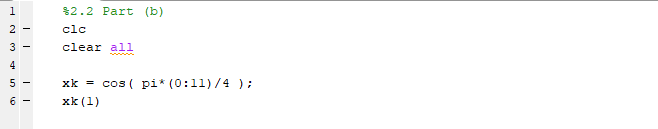 1 %2.2 Part (b)
2 − clc
3 − clear all
4
5 − xk = cos( pi*(0:11)/4 );
6 − xk(1)